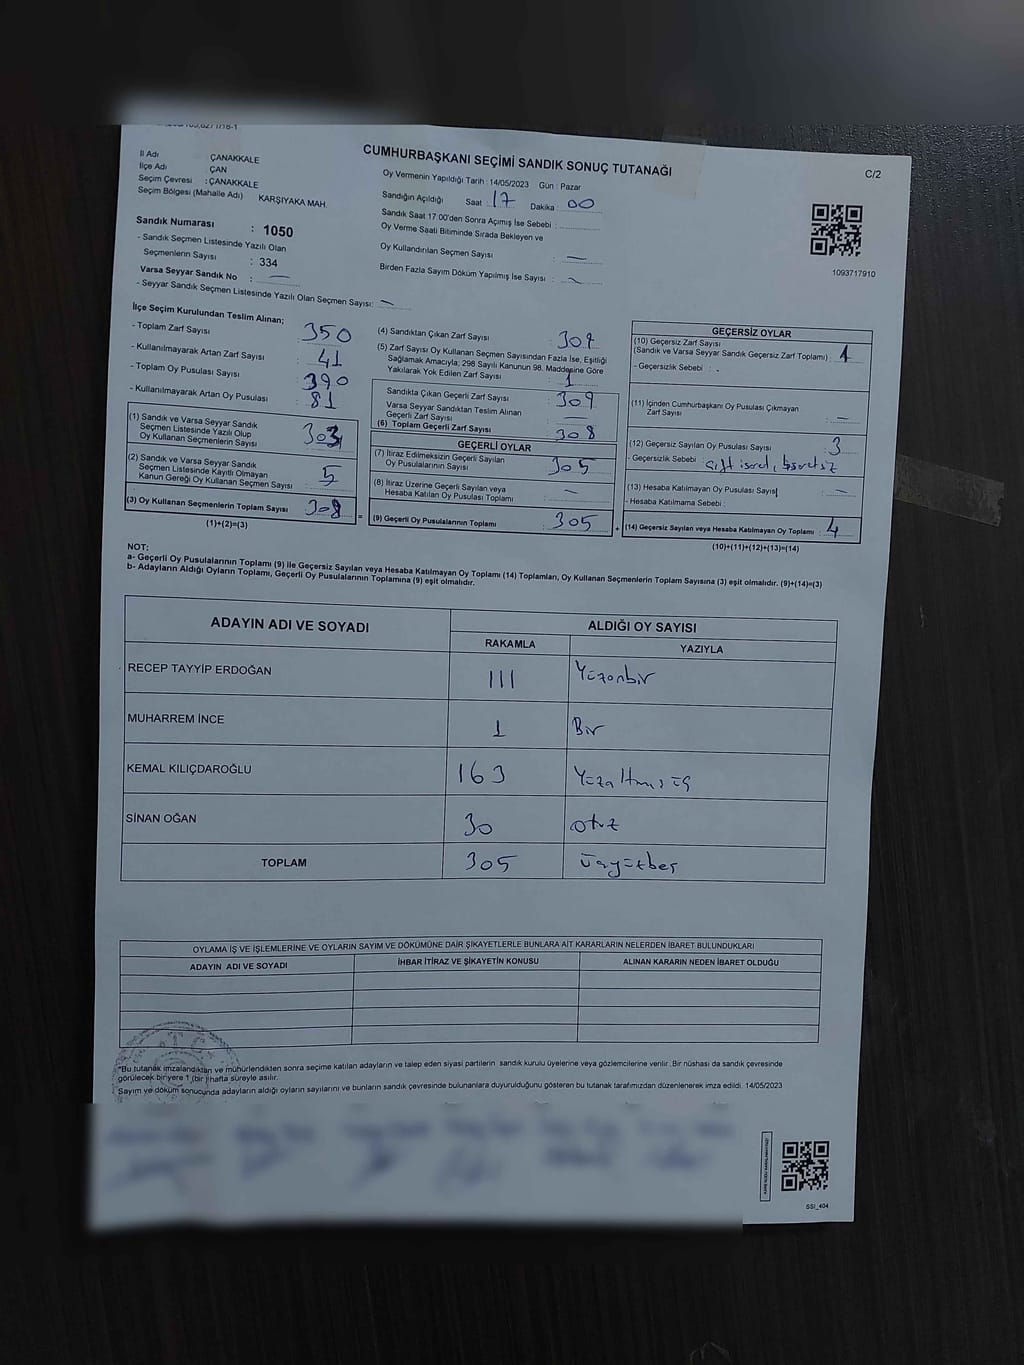 CUMHURBAŞKANI SEÇİMİ SANDIK SONUÇ TUTANAĞI
C/2
İl Adı ÇANAKKALE
İlçe Adı ÇAN
Seçim Çevresi : ÇANAKKALE
Seçim Bölgesi (Mahalle Adı) KARŞIYAKA MAH.
Oy Vermenin Yapıldığı Tarih : 14/05/2023 Gün : Pazar
Sandığın Açıldığı Saat : 17 Dakika : 00
Sandık Saat 17 00'den Sonra Açımış İse Sebebi :
Oy Verme Saati Bitiminde Sırada Bekleyen ve
Oy Kullandırılan Seçmen Sayısı : —
Birden Fazla Sayım Döküm Yapılmış İse Sayısı : —
1093717910
Sandık Numarası : 1050
- Sandık Seçmen Listesinde Yazılı Olan
Seçmenlerin Sayısı : 334
Varsa Seyyar Sandık No : —
- Seyyar Sandık Seçmen Listesinde Yazılı Olan Seçmen Sayısı: —
İlçe Seçim Kurulundan Teslim Alınan;
- Toplam Zarf Sayısı 350
- Kullanılmayarak Artan Zarf Sayısı 41
- Toplam Oy Pusulası Sayısı 390
- Kullanılmayarak Artan Oy Pusulası 81
(1) Sandık ve Varsa Seyyar Sandık
Seçmen Listesinde Yazılı Olup
Oy Kullanan Seçmenlerin Sayısı 303
(2) Sandık ve Varsa Seyyar Sandık
Seçmen Listesinde Kayıtlı Olmayan
Kanun Gereği Oy Kullanan Seçmen Sayısı 5
(3) Oy Kullanan Seçmenlerin Toplam Sayısı 308
(1)+(2)=(3)
(4) Sandıktan Çıkan Zarf Sayısı : 309
(5) Zarf Sayısı Oy Kullanan Seçmen Sayısından Fazla İse, Eşitliği
Sağlamak Amacıyla; 298 Sayılı Kanunun 98. Maddesine Göre
Yakılarak Yok Edilen Zarf Sayısı : 1
Sandıkta Çıkan Geçerli Zarf Sayısı : 309
Varsa Seyyar Sandıktan Teslim Alınan
Geçerli Zarf Sayısı : —
(6) Toplam Geçerli Zarf Sayısı : 308
GEÇERLİ OYLAR
(7) İtiraz Edilmeksizin Geçerli Sayılan
Oy Pusulalarının Sayısı : 305
(8) İtiraz Üzerine Geçerli Sayılan veya
Hesaba Katılan Oy Pusulası Toplamı : —
(9) Geçerli Oy Pusulalarının Toplamı : 305
GEÇERSİZ OYLAR
(10) Geçersiz Zarf Sayısı
(Sandık ve Varsa Seyyar Sandık Geçersiz Zarf Toplamı) : 1
- Geçersizlik Sebebi : -
(11) İçinden Cumhurbaşkanı Oy Pusulası Çıkmayan
Zarf Sayısı : —
(12) Geçersiz Sayılan Oy Pusulası Sayısı : 3
- Geçersizlik Sebebi : çift isret, isretsiz
(13) Hesaba Katılmayan Oy Pusulası Sayısı : —
- Hesaba Katılmama Sebebi :
(14) Geçersiz Sayılan veya Hesaba Katılmayan Oy Toplamı : 4
(10)+(11)+(12)+(13)=(14)
NOT:
a- Geçerli Oy Pusulalarının Toplamı (9) ile Geçersiz Sayılan veya Hesaba Katılmayan Oy Toplamı (14) Toplamları, Oy Kullanan Seçmenlerin Toplam Sayısına (3) eşit olmalıdır. (9)+(14)=(3)
b- Adayların Aldığı Oyların Toplamı, Geçerli Oy Pusulalarının Toplamına (9) eşit olmalıdır.
ADAYIN ADI VE SOYADI ALDIĞI OY SAYISI
RAKAMLA YAZIYLA
RECEP TAYYİP ERDOĞAN 111 Yüzonbir
MUHARREM İNCE 1 Bir
KEMAL KILIÇDAROĞLU 163 Yüzaltmış üç
SİNAN OĞAN 30 otuz
TOPLAM 305 üçyüzbeş
OYLAMA İŞ VE İŞLEMLERİNE VE OYLARIN SAYIM VE DÖKÜMÜNE DAİR ŞİKAYETLERLE BUNLARA AİT KARARLARIN NELERDEN İBARET BULUNDUKLARI
ADAYIN ADI VE SOYADI İHBAR İTİRAZ VE ŞİKAYETİN KONUSU ALINAN KARARIN NEDEN İBARET OLDUĞU
*Bu tutanak imzalandıktan ve mühürlendikten sonra seçime katılan adayların ve talep eden siyasi partilerin sandık kurulu üyelerine veya gözlemcilerine verilir. Bir nüshası da sandık çevresinde
görülecek bir yere 1 (bir) hafta süreyle asılır.
Sayım ve döküm sonucunda adayların aldığı oyların sayılarını ve bunların sandık çevresinde bulunanlara duyurulduğunu gösteren bu tutanak tarafımızdan düzenlenerek imza edildi. 14/05/2023
SSI_404